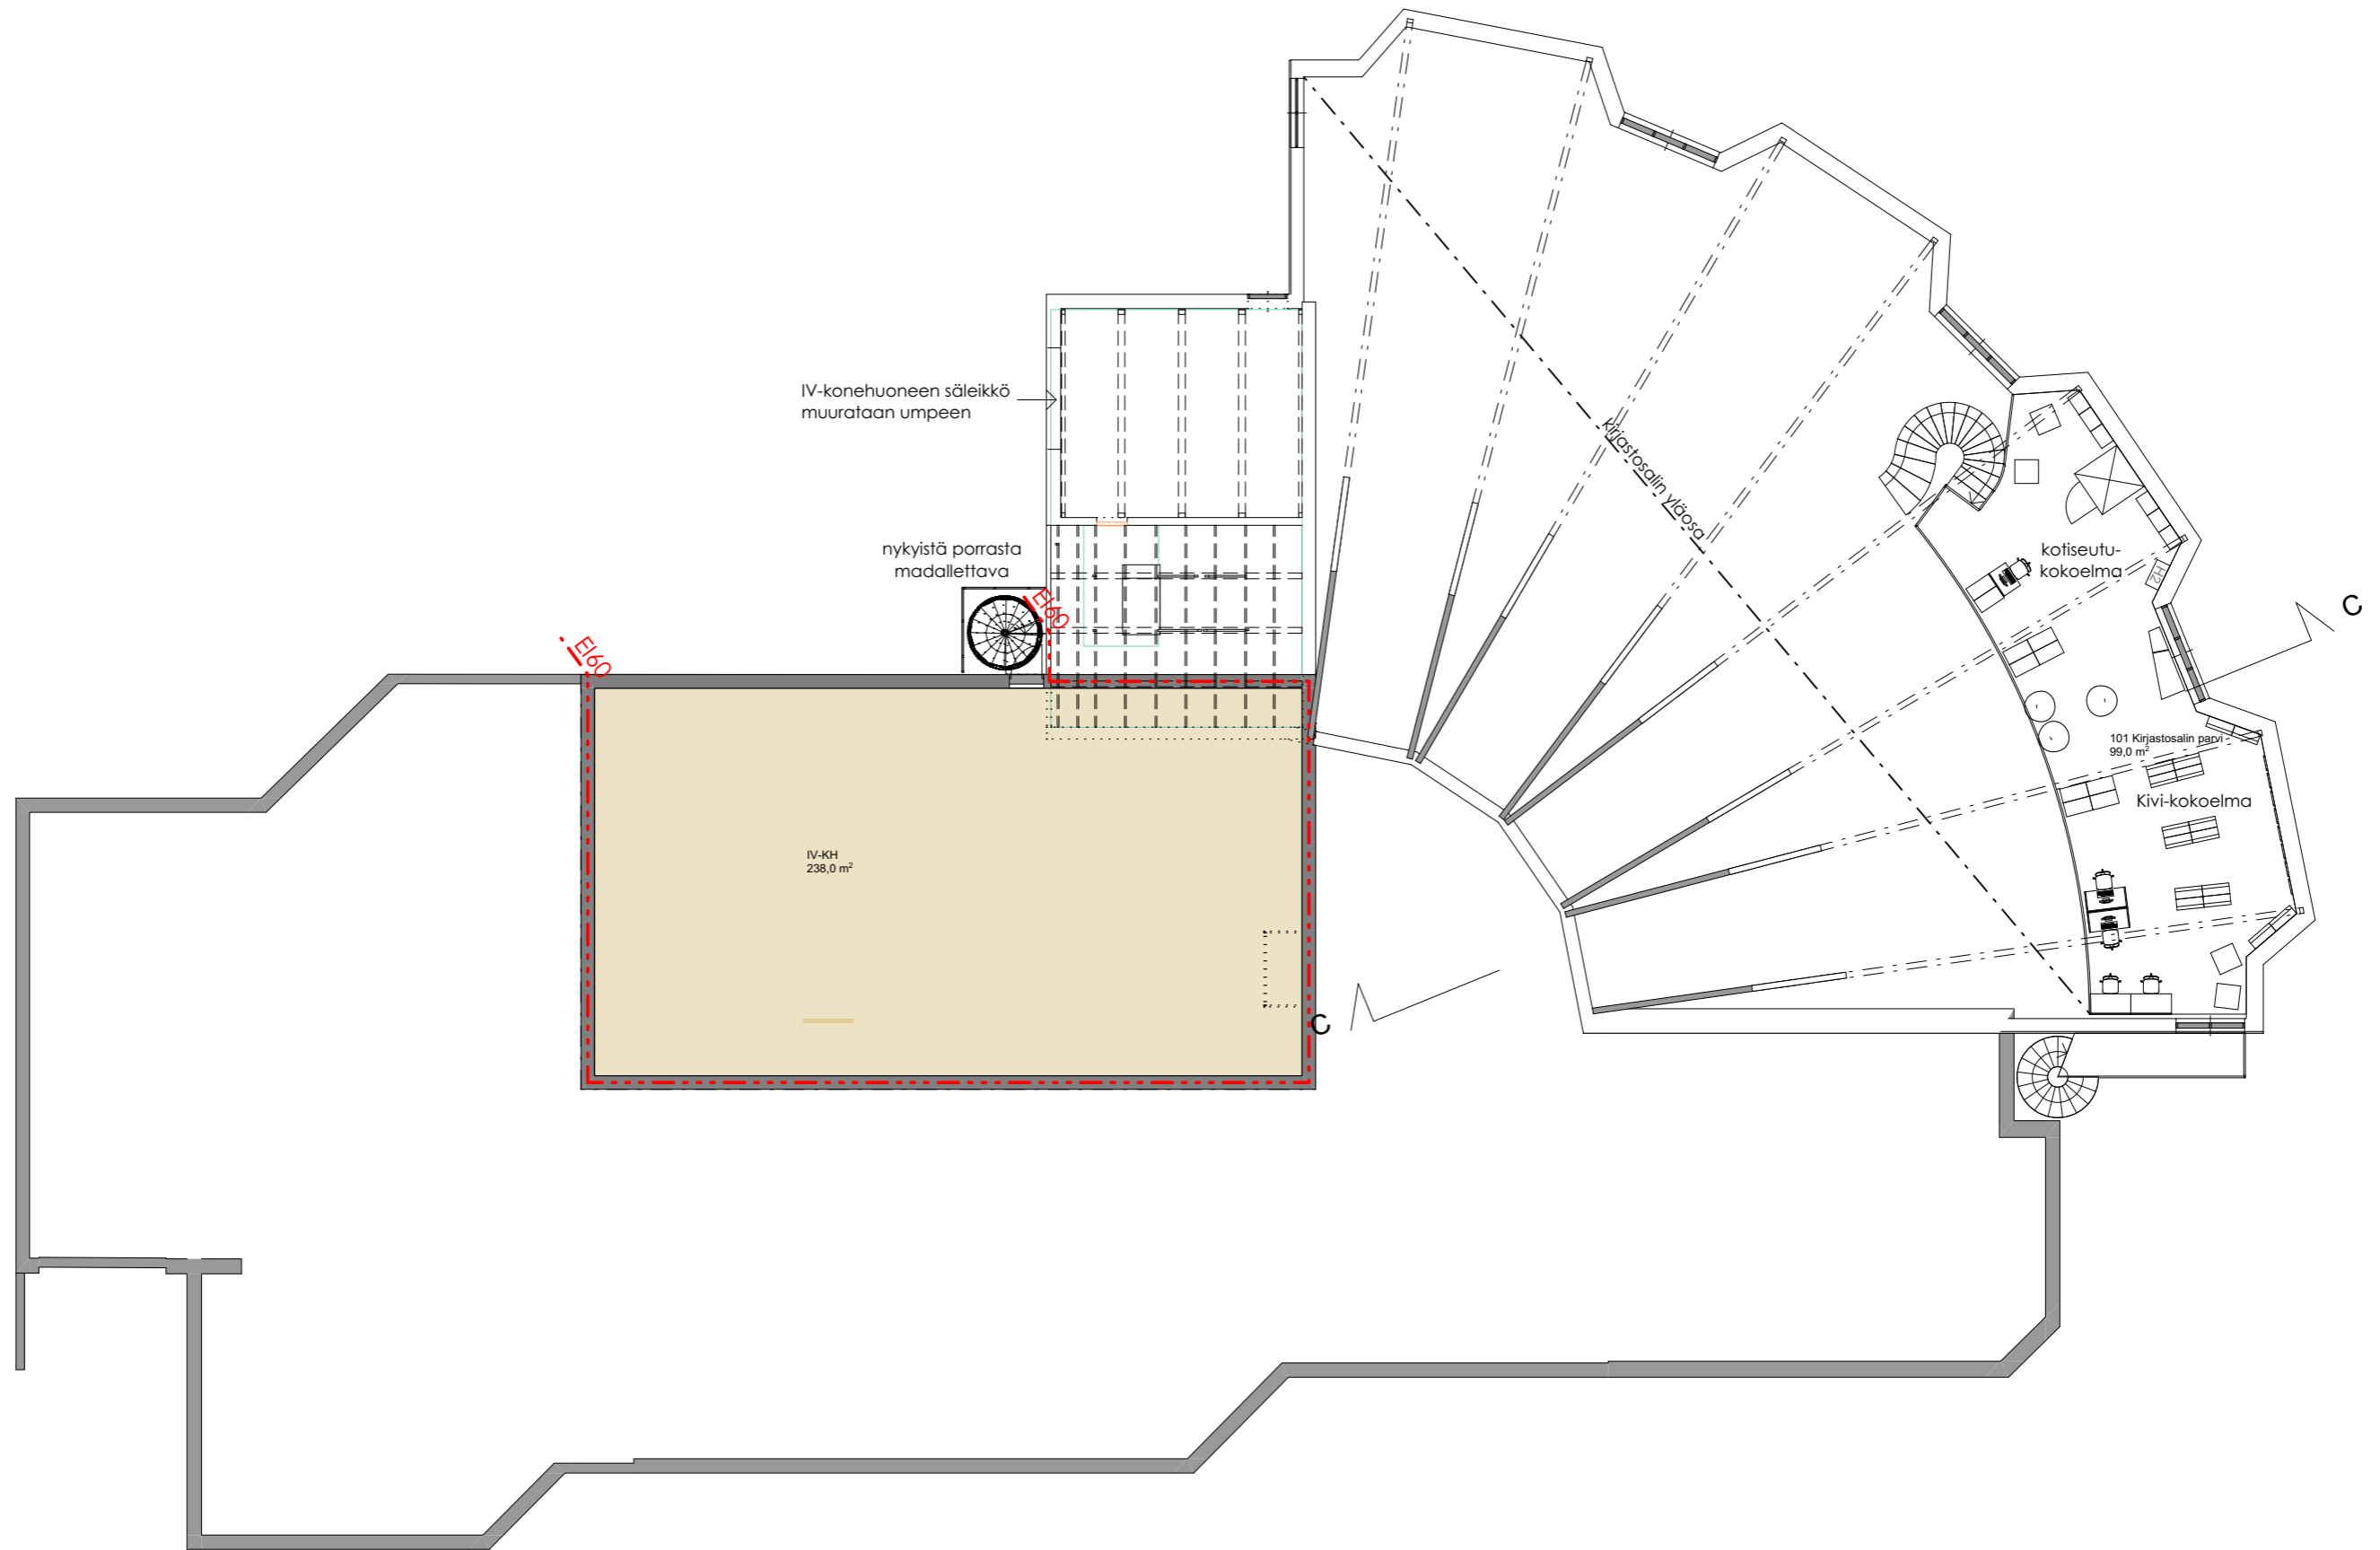 IV-konehuoneen säleikkö
muurataan umpeen
nykyistä porrasta
madallettava
EI60
EI60
kirjastosalin yläosa
kotiseutu-
kokoelma
H2
C
101 Kirjastosalin parvi
99,0 m²
Kivi-kokoelma
IV-KH
238,0 m²
C